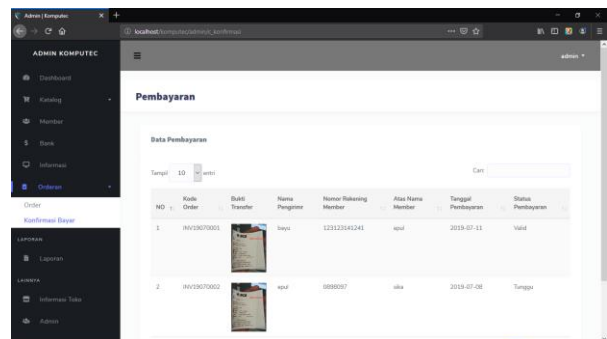 Admin | Komputec
localhost/komputec/admin/c_konfirmasi
ADMIN KOMPUTEC
admin
Dashboard
Katalog
Member
Bank
Informasi
Orderan
Order
Konfirmasi Bayar
LAPORAN
Laporan
LAINNYA
Informasi Toko
Admin
Pembayaran
Data Pembayaran
Tampil 10 entri
Cari:
NO Kode Order Bukti Transfer Nama Pengirim Nomor Rekening Member Atas Nama Member Tanggal Pembayaran Status Pembayaran
1 INV19070001 bayu 1231231#1241 apul 2019-07-11 Valid
2 INV19070002 apul 0898097 2019-07-08 Tunggu